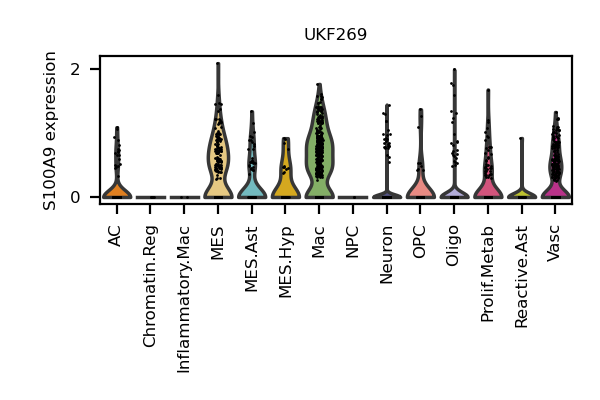 UKF269
S100A9 expression
2
0
AC
Chromatin.Reg
Inflammatory.Mac
MES
MES.Ast
MES.Hyp
Mac
NPC
Neuron
OPC
Oligo
Prolif.Metab
Reactive.Ast
Vasc